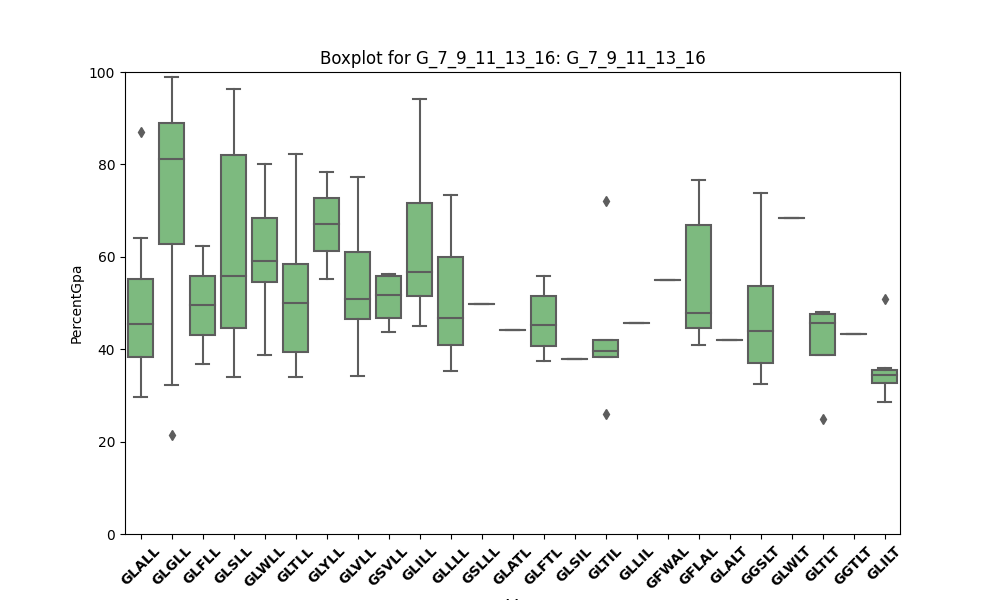 Boxplot for G_7_9_11_13_16: G_7_9_11_13_16
PercentGpa
100
80
60
40
20
0
GLALL
GLGLL
GLFLL
GLSLL
GLWLL
GLTLL
GLYLL
GLVLL
GSVLL
GLILL
GLLLL
GSLLL
GLATL
GLFTL
GLSIL
GLTIL
GLLIL
GFWAL
GFLAL
GLALT
GGSLT
GLWLT
GLTLT
GGTLT
GLILT